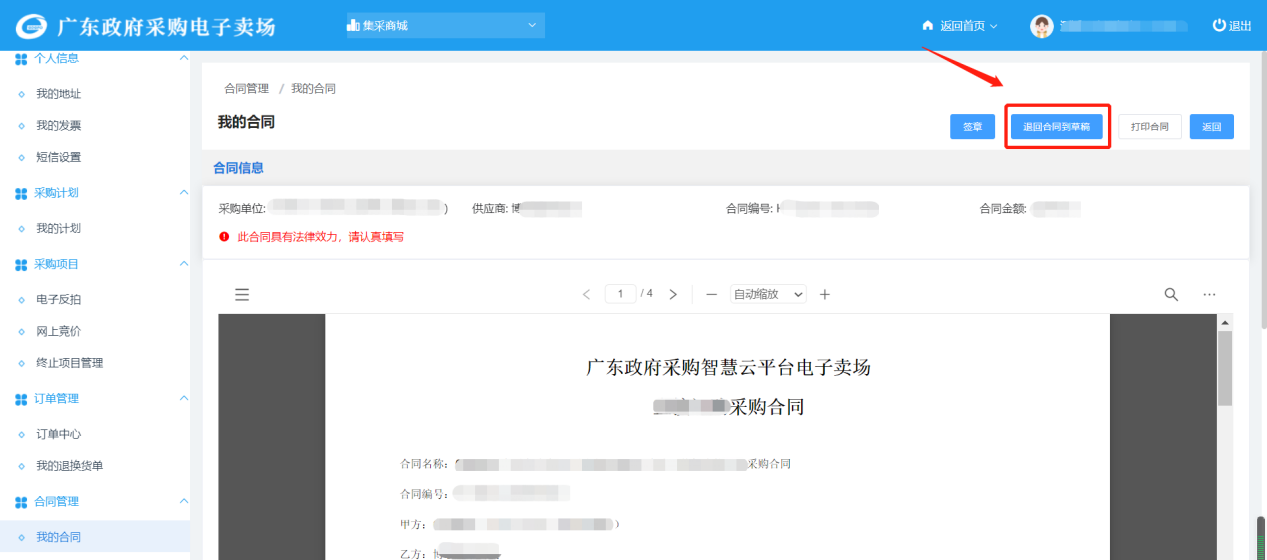 广东政府采购电子卖场
集采商城
返回首页
退出
个人信息
我的地址
我的发票
短信设置
采购计划
我的计划
采购项目
电子反拍
网上竞价
终止项目管理
订单管理
订单中心
我的退换货单
合同管理
我的合同
合同管理 / 我的合同
我的合同
签章
退回合同到草稿
打印合同
返回
合同信息
采购单位: )
供应商: 博
合同编号:
合同金额:
此合同具有法律效力，请认真填写
1 / 4
自动缩放
广东政府采购智慧云平台电子卖场
采购合同
合同名称： 采购合同
合同编号：
甲方： ）
乙方：博